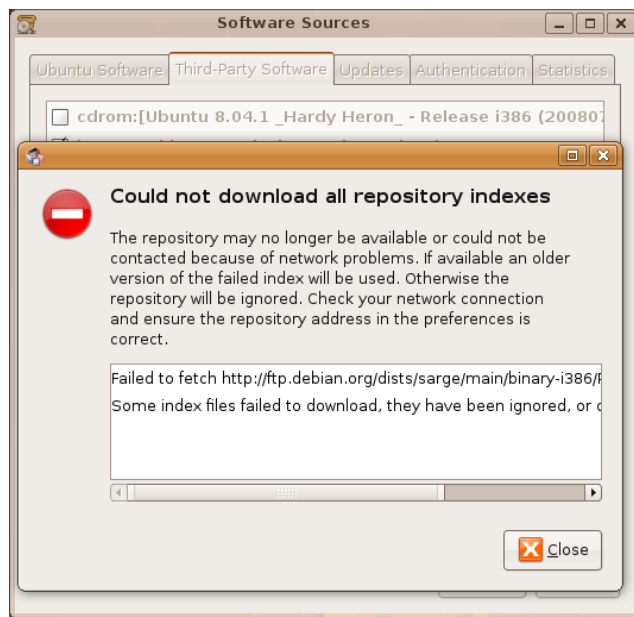 Software Sources
Ubuntu Software Third-Party Software Updates Authentication Statistics
cdrom:[Ubuntu 8.04.1 _Hardy Heron_ - Release i386 (200807
Could not download all repository indexes
The repository may no longer be available or could not be
contacted because of network problems. If available an older
version of the failed index will be used. Otherwise the
repository will be ignored. Check your network connection
and ensure the repository address in the preferences is
correct.
Failed to fetch http://ftp.debian.org/dists/sarge/main/binary-i386/
Some index files failed to download, they have been ignored, or
Close